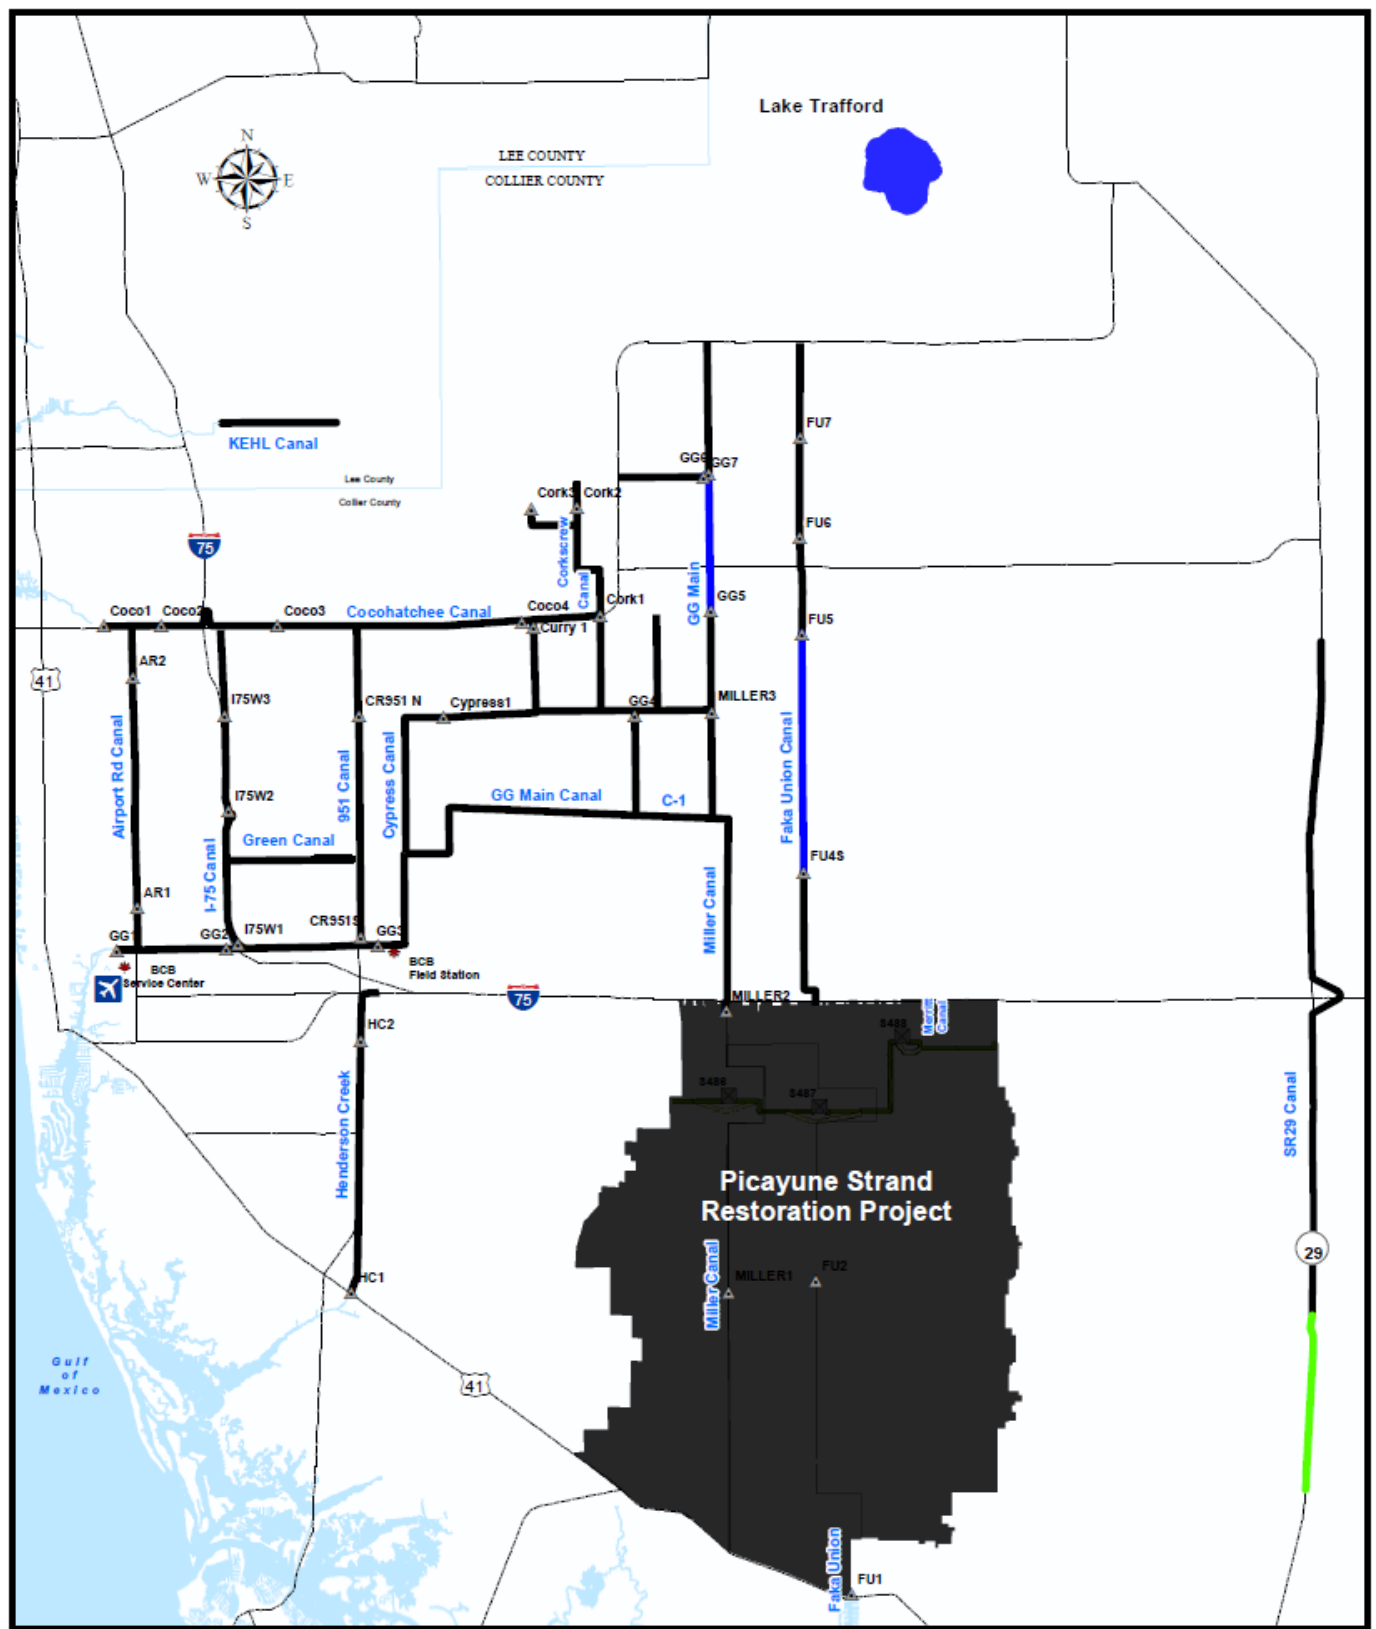 Lake Trafford
N
W E
S
LEE COUNTY
COLLIER COUNTY
FU7
KEHL Canal
GG6
GG7
Lee County
Collier County
Cork3
Cork2
75
FU6
Corkscrew
Canal
GG Main
Coco1
Coco2
Coco3
Cocohatchee Canal
Coco4
Cork1
GG5
FU5
Curry 1
41
AR2
I75W3
CR951 N
Cypress1
GG4
MILLER3
Airport Rd Canal
951 Canal
Cypress Canal
Faka Union Canal
I75W2
GG Main Canal
C-1
Green Canal
FU4S
I-75 Canal
Miller Canal
AR1
GG1
GG2
I75W1
CR951S
GG3
BCB
Service Center
BCB
Field Station
75
MILLER2
HC2
S488
Merritt
Canal
S486
S487
Henderson Creek
SR29 Canal
Picayune Strand
Restoration Project
29
Miller Canal
MILLER1
FU2
HC1
Gulf
of
Mexico
41
Faka Union
FU1